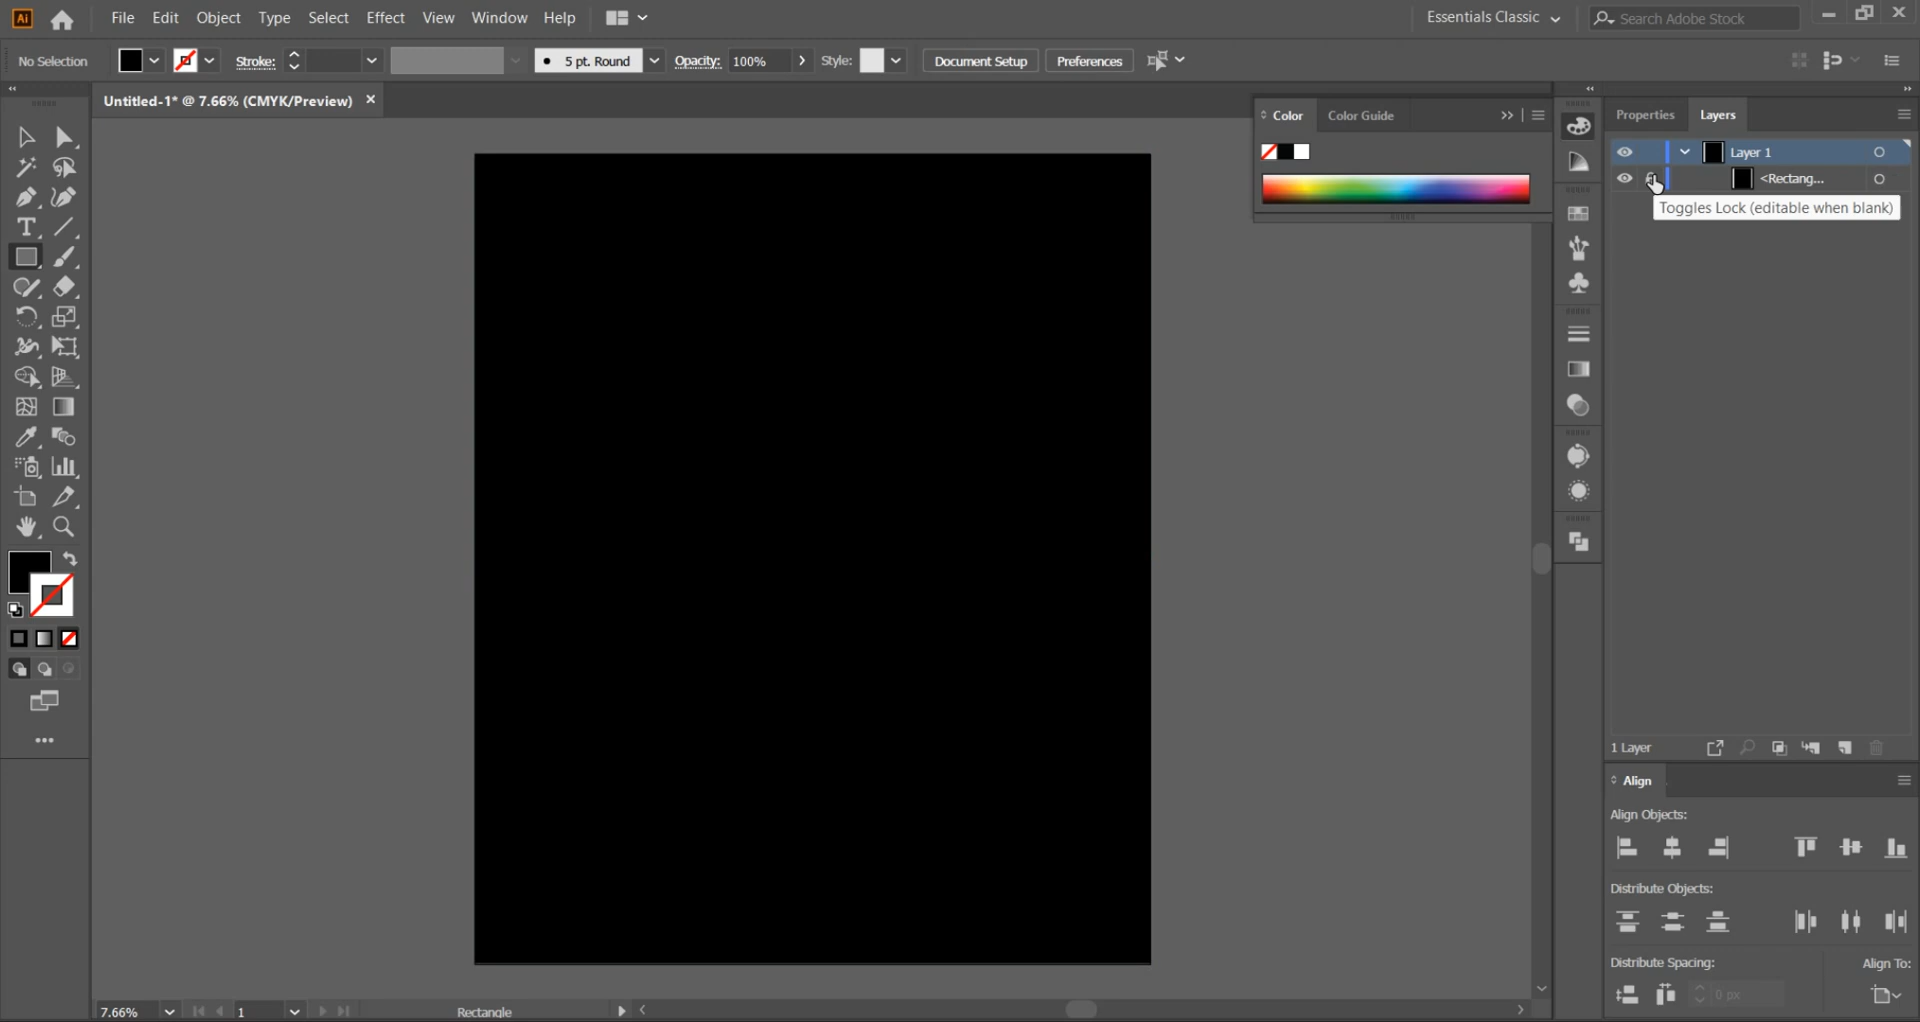 Ai File Edit Object Type Select Effect View Window Help Essentials Classic Search Adobe Stock
No Selection Stroke: 5 pt. Round Opacity: 100% Style: Document Setup Preferences
Untitled-1* @ 7.66% (CMYK/Preview)
Color Color Guide Properties Layers
Layer 1
<Rectang...
Toggles Lock (editable when blank)
1 Layer
Align
Align Objects:
Distribute Objects:
Distribute Spacing: Align To:
0 px
7.66% 1 Rectangle